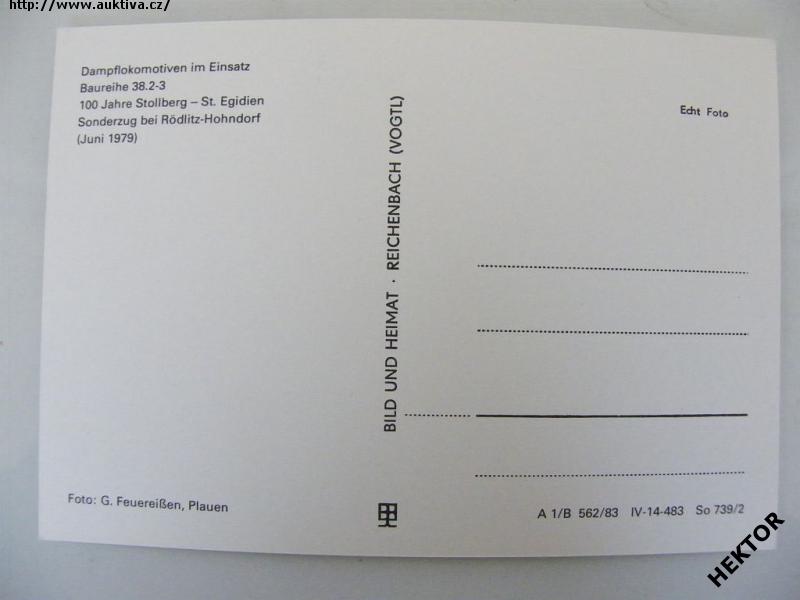 http://www.auktiva.cz/
Dampflokomotiven im Einsatz
Baureihe 38.2-3
100 Jahre Stollberg – St. Egidien
Sonderzug bei Rödlitz-Hohndorf
(Juni 1979)
Foto: G. Feuereißen, Plauen
BILD UND HEIMAT · REICHENBACH (VOGTL)
Echt Foto
A 1/B 562/83 IV-14-483 So 739/2
HEKTOR